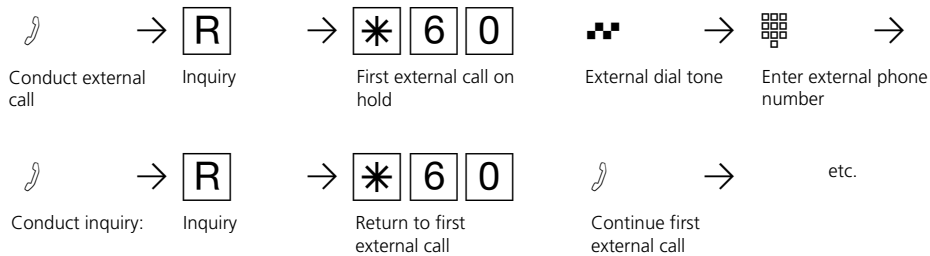 R * 6 0
Conduct external call
Inquiry
First external call on hold
External dial tone
Enter external phone number
R * 6 0 etc.
Conduct inquiry:
Inquiry
Return to first external call
Continue first external call